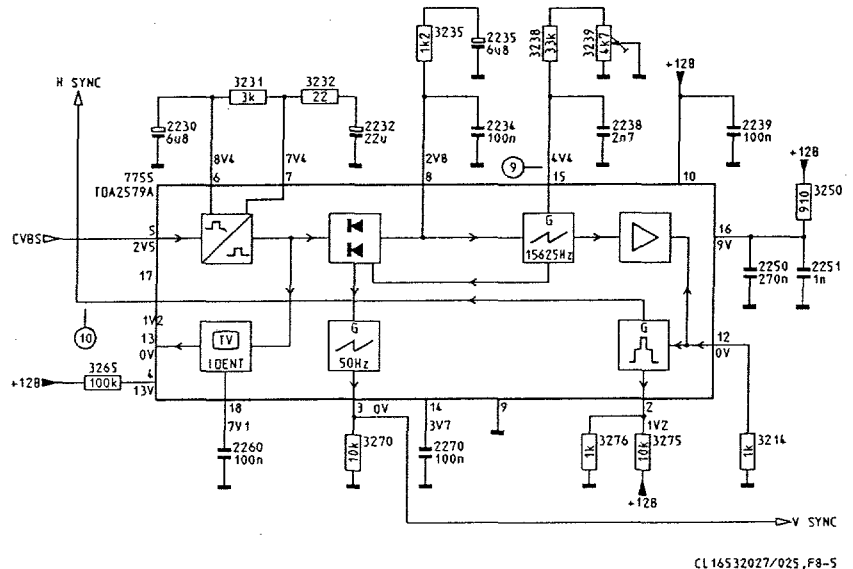 H SYNC
2230
6u8
3231
3k
3232
22
2232
22u
3235
1k2
2235
6u8
2234
100n
3238
33k
3239
4k7
2238
2n7
+12B
2239
100n
+12B
3250
910
7755
TDA2579A
8V4
6
7V4
7
2V8
8
9
4V4
15
10
CVBS
5
2V5
17
G
15625Hz
16
9V
2250
270n
2251
1n
10
1V2
13
0V
TV
IDENT
G
50Hz
G
12
0V
+12B
3265
100k
4
13V
18
7V1
3
0V
14
3V7
9
2
1V2
2260
100n
3270
10k
2270
100n
3276
1k
3275
10k
+12B
3214
1k
V SYNC
CL 16532027/025,F8-5